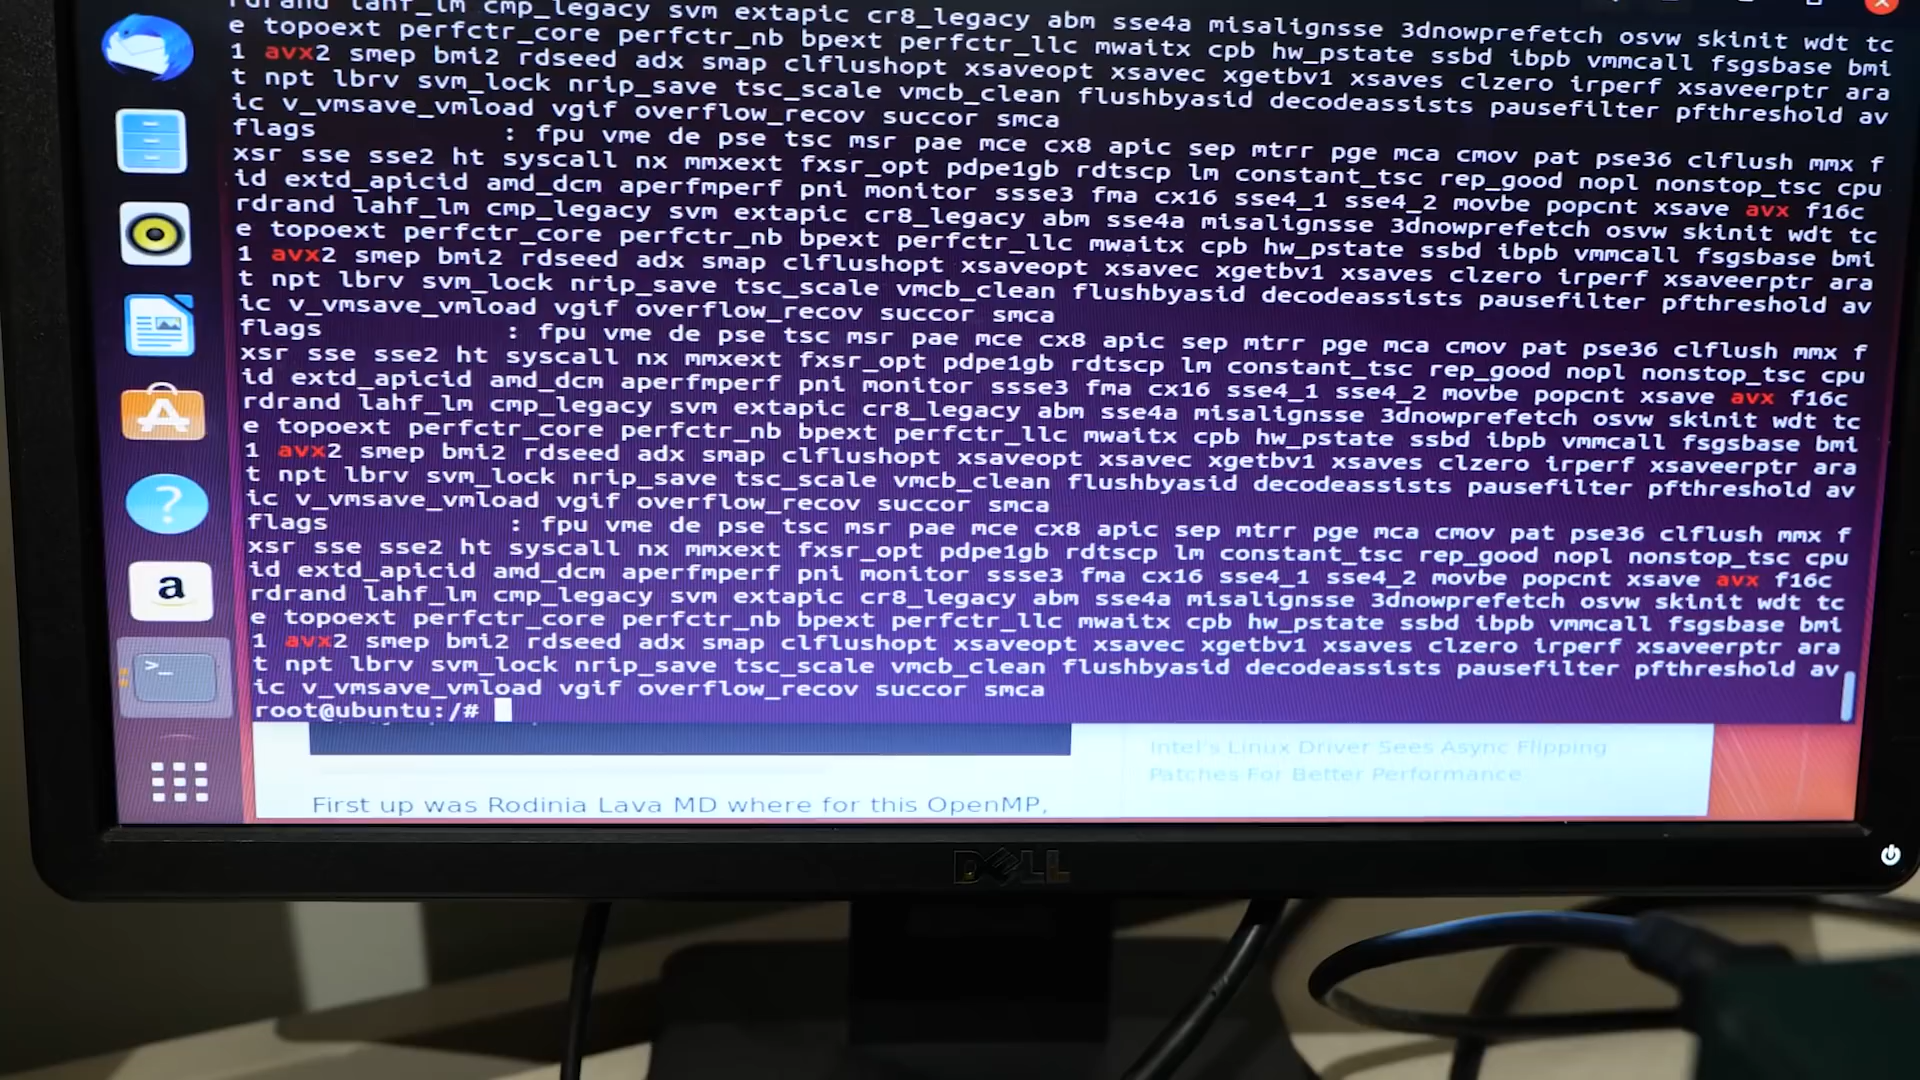 rdrand lahf_lm cmp_legacy svm extapic cr8_legacy abm sse4a misalignsse 3dnowprefetch osvw skinit wdt tc
e topoext perfctr_core perfctr_nb bpext perfctr_llc mwaitx cpb hw_pstate ssbd ibpb vmmcall fsgsbase bmi
1 avx2 smep bmi2 rdseed adx smap clflushopt xsaveopt xsavec xgetbv1 xsaves clzero irperf xsaveerptr ara
t npt lbrv svm_lock nrip_save tsc_scale vmcb_clean flushbyasid decodeassists pausefilter pfthreshold av
ic v_vmsave_vmload vgif overflow_recov succor smca
flags : fpu vme de pse tsc msr pae mce cx8 apic sep mtrr pge mca cmov pat pse36 clflush mmx f
xsr sse sse2 ht syscall nx mmxext fxsr_opt pdpe1gb rdtscp lm constant_tsc rep_good nopl nonstop_tsc cpu
id extd_apicid amd_dcm aperfmperf pni monitor ssse3 fma cx16 sse4_1 sse4_2 movbe popcnt xsave avx f16c
rdrand lahf_lm cmp_legacy svm extapic cr8_legacy abm sse4a misalignsse 3dnowprefetch osvw skinit wdt tc
e topoext perfctr_core perfctr_nb bpext perfctr_llc mwaitx cpb hw_pstate ssbd ibpb vmmcall fsgsbase bmi
1 avx2 smep bmi2 rdseed adx smap clflushopt xsaveopt xsavec xgetbv1 xsaves clzero irperf xsaveerptr ara
t npt lbrv svm_lock nrip_save tsc_scale vmcb_clean flushbyasid decodeassists pausefilter pfthreshold av
ic v_vmsave_vmload vgif overflow_recov succor smca
flags : fpu vme de pse tsc msr pae mce cx8 apic sep mtrr pge mca cmov pat pse36 clflush mmx f
xsr sse sse2 ht syscall nx mmxext fxsr_opt pdpe1gb rdtscp lm constant_tsc rep_good nopl nonstop_tsc cpu
id extd_apicid amd_dcm aperfmperf pni monitor ssse3 fma cx16 sse4_1 sse4_2 movbe popcnt xsave avx f16c
rdrand lahf_lm cmp_legacy svm extapic cr8_legacy abm sse4a misalignsse 3dnowprefetch osvw skinit wdt tc
e topoext perfctr_core perfctr_nb bpext perfctr_llc mwaitx cpb hw_pstate ssbd ibpb vmmcall fsgsbase bmi
1 avx2 smep bmi2 rdseed adx smap clflushopt xsaveopt xsavec xgetbv1 xsaves clzero irperf xsaveerptr ara
t npt lbrv svm_lock nrip_save tsc_scale vmcb_clean flushbyasid decodeassists pausefilter pfthreshold av
ic v_vmsave_vmload vgif overflow_recov succor smca
flags : fpu vme de pse tsc msr pae mce cx8 apic sep mtrr pge mca cmov pat pse36 clflush mmx f
xsr sse sse2 ht syscall nx mmxext fxsr_opt pdpe1gb rdtscp lm constant_tsc rep_good nopl nonstop_tsc cpu
id extd_apicid amd_dcm aperfmperf pni monitor ssse3 fma cx16 sse4_1 sse4_2 movbe popcnt xsave avx f16c
rdrand lahf_lm cmp_legacy svm extapic cr8_legacy abm sse4a misalignsse 3dnowprefetch osvw skinit wdt tc
e topoext perfctr_core perfctr_nb bpext perfctr_llc mwaitx cpb hw_pstate ssbd ibpb vmmcall fsgsbase bmi
1 avx2 smep bmi2 rdseed adx smap clflushopt xsaveopt xsavec xgetbv1 xsaves clzero irperf xsaveerptr ara
t npt lbrv svm_lock nrip_save tsc_scale vmcb_clean flushbyasid decodeassists pausefilter pfthreshold av
ic v_vmsave_vmload vgif overflow_recov succor smca
root@ubuntu:/#
Intel's Linux Driver Sees Async Flipping
Patches For Better Performance
First up was Rodinia Lava MD where for this OpenMP,
a
DELL